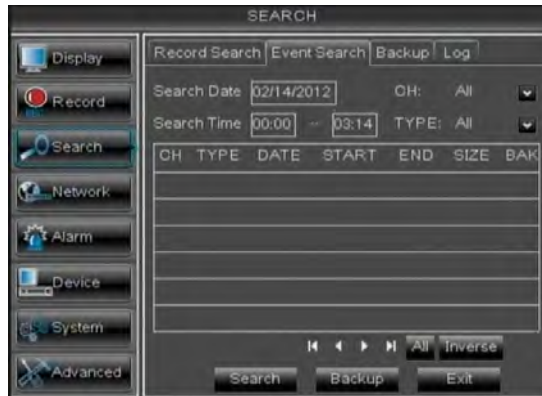 SEARCH
Display
Record
Search
Network
Alarm
Device
System
Advanced
Record Search Event Search Backup Log
Search Date 02/14/2012 CH: All
Search Time 00:00 -- 03:14 TYPE: All
CH TYPE DATE START END SIZE BAK
All Inverse
Search Backup Exit